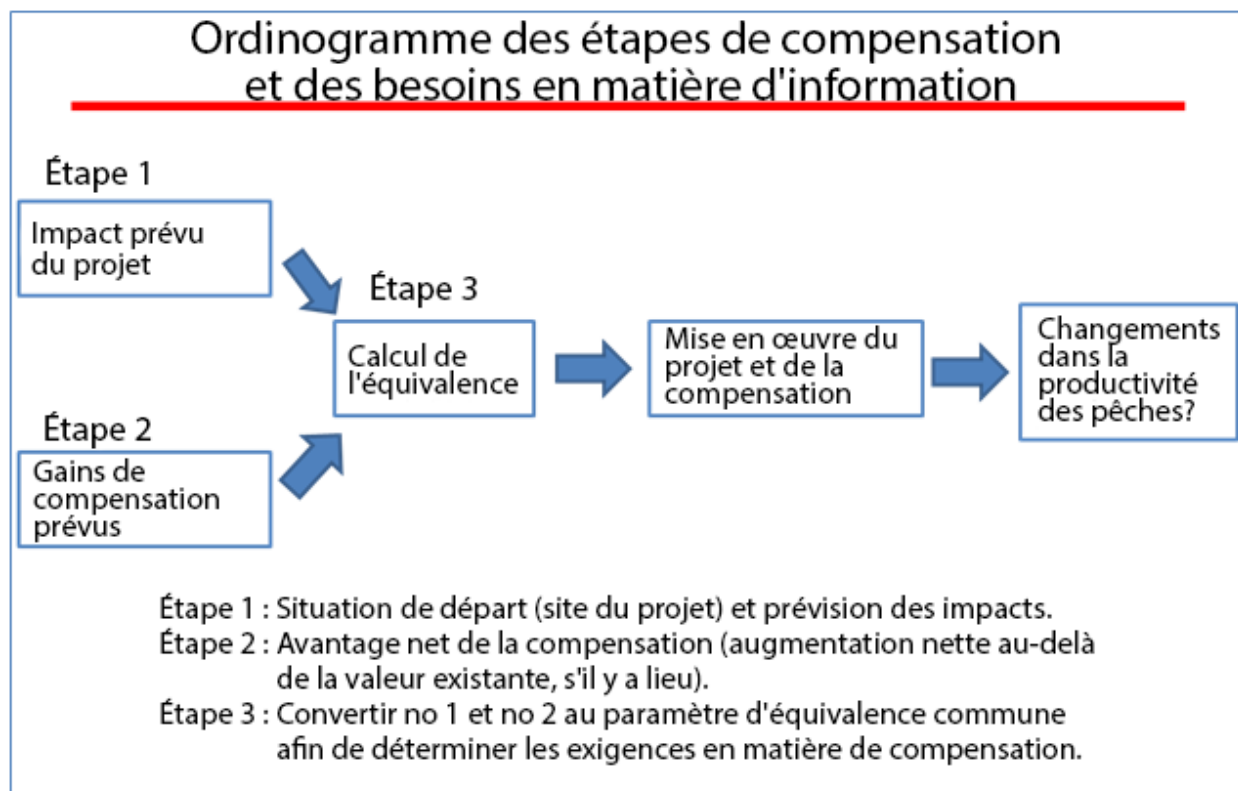 Ordinogramme des étapes de compensation
et des besoins en matière d'information
Étape 1
Impact prévu
du projet
Étape 2
Gains de
compensation
prévus
Étape 3
Calcul de
l'équivalence
Mise en œuvre du
projet et de la
compensation
Changements
dans la
productivité
des pêches?
Étape 1 : Situation de départ (site du projet) et prévision des impacts.
Étape 2 : Avantage net de la compensation (augmentation nette au-delà
de la valeur existante, s'il y a lieu).
Étape 3 : Convertir no 1 et no 2 au paramètre d'équivalence commune
afin de déterminer les exigences en matière de compensation.